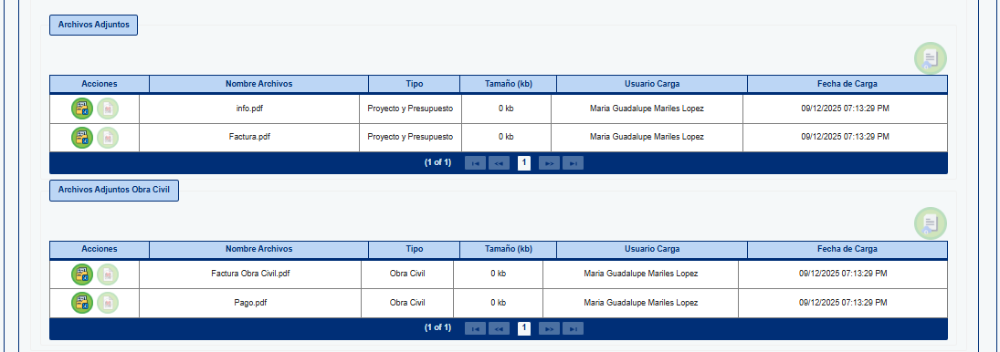 Archivos Adjuntos
Acciones Nombre Archivos Tipo Tamaño (kb) Usuario Carga Fecha de Carga
info.pdf Proyecto y Presupuesto 0 kb Maria Guadalupe Mariles Lopez 09/12/2025 07:13:29 PM
Factura.pdf Proyecto y Presupuesto 0 kb Maria Guadalupe Mariles Lopez 09/12/2025 07:13:29 PM
(1 of 1) 1
Archivos Adjuntos Obra Civil
Acciones Nombre Archivos Tipo Tamaño (kb) Usuario Carga Fecha de Carga
Factura Obra Civil.pdf Obra Civil 0 kb Maria Guadalupe Mariles Lopez 09/12/2025 07:13:29 PM
Pago.pdf Obra Civil 0 kb Maria Guadalupe Mariles Lopez 09/12/2025 07:13:29 PM
(1 of 1) 1